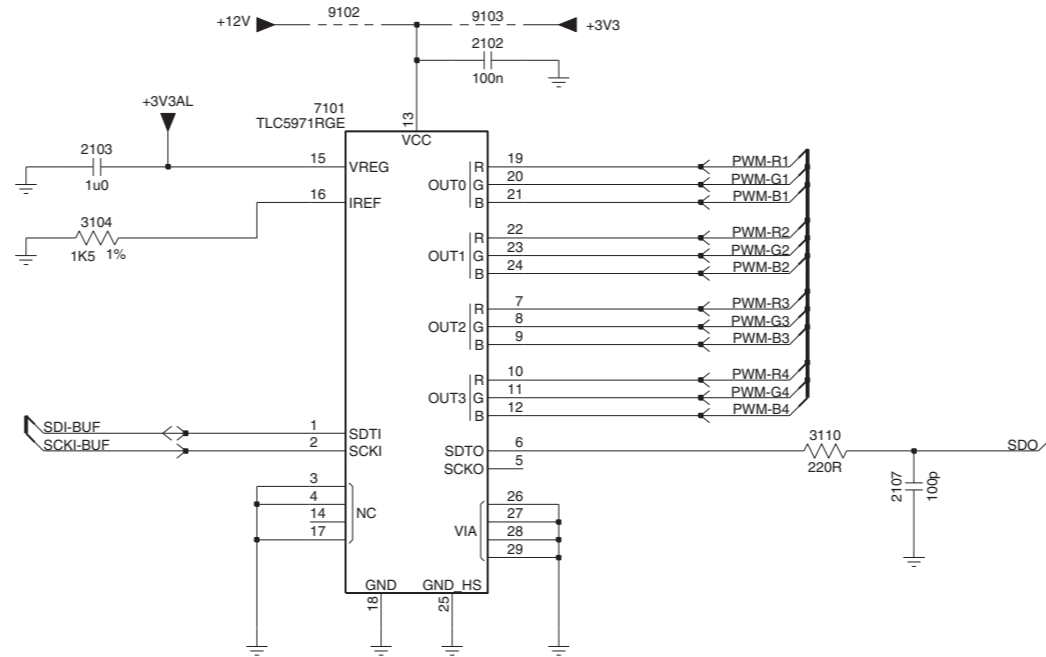 9102
9103
+12V
+3V3
2102
100n
+3V3AL
7101
TLC5971RGE
13
VCC
2103
1u0
15
VREG
16
IREF
3104
1K5
1%
OUT0
R
19
PWM-R1
G
20
PWM-G1
B
21
PWM-B1
OUT1
R
22
PWM-R2
G
23
PWM-G2
B
24
PWM-B2
OUT2
R
7
PWM-R3
G
8
PWM-G3
B
9
PWM-B3
OUT3
R
10
PWM-R4
G
11
PWM-G4
B
12
PWM-B4
SDI-BUF
1
SDTI
SCKI-BUF
2
SCKI
SDTO
6
3110
220R
SDO
SCKO
5
2107
100p
3
4
14
17
NC
VIA
26
27
28
29
GND
18
GND_HS
25